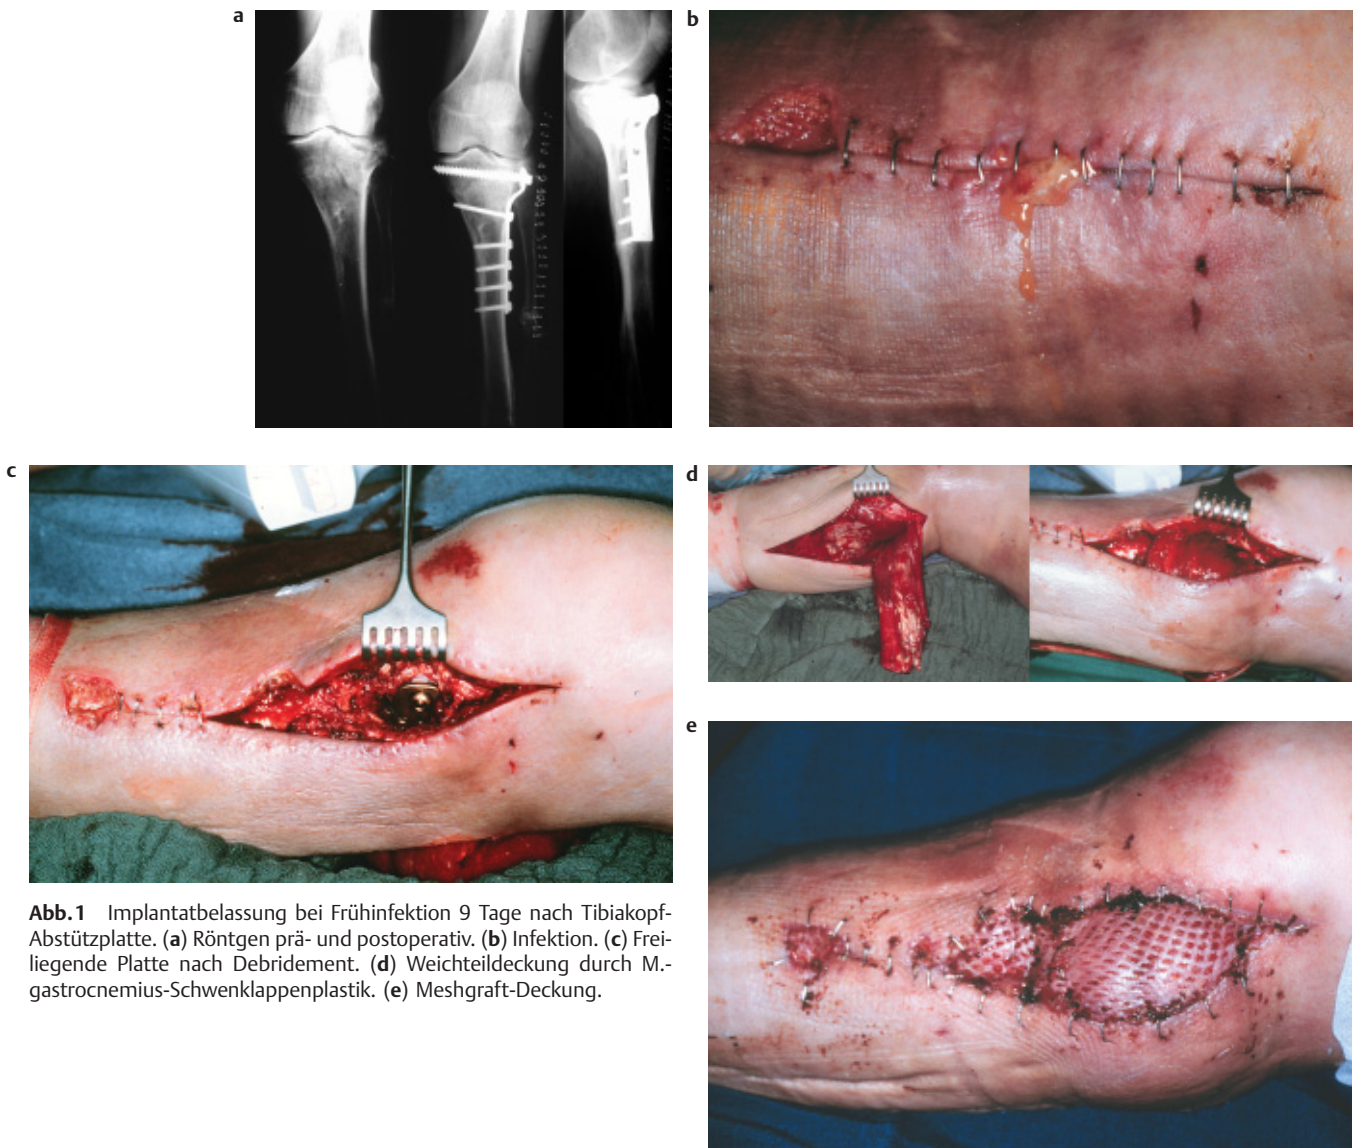 a
b
c
d
e
Abb.1 Implantatbelassung bei Frühinfektion 9 Tage nach Tibiakopf-
Abstützplatte. (a) Röntgen prä- und postoperativ. (b) Infektion. (c) Frei-
liegende Platte nach Debridement. (d) Weichteildeckung durch M.-
gastrocnemius-Schwenklappenplastik. (e) Meshgraft-Deckung.